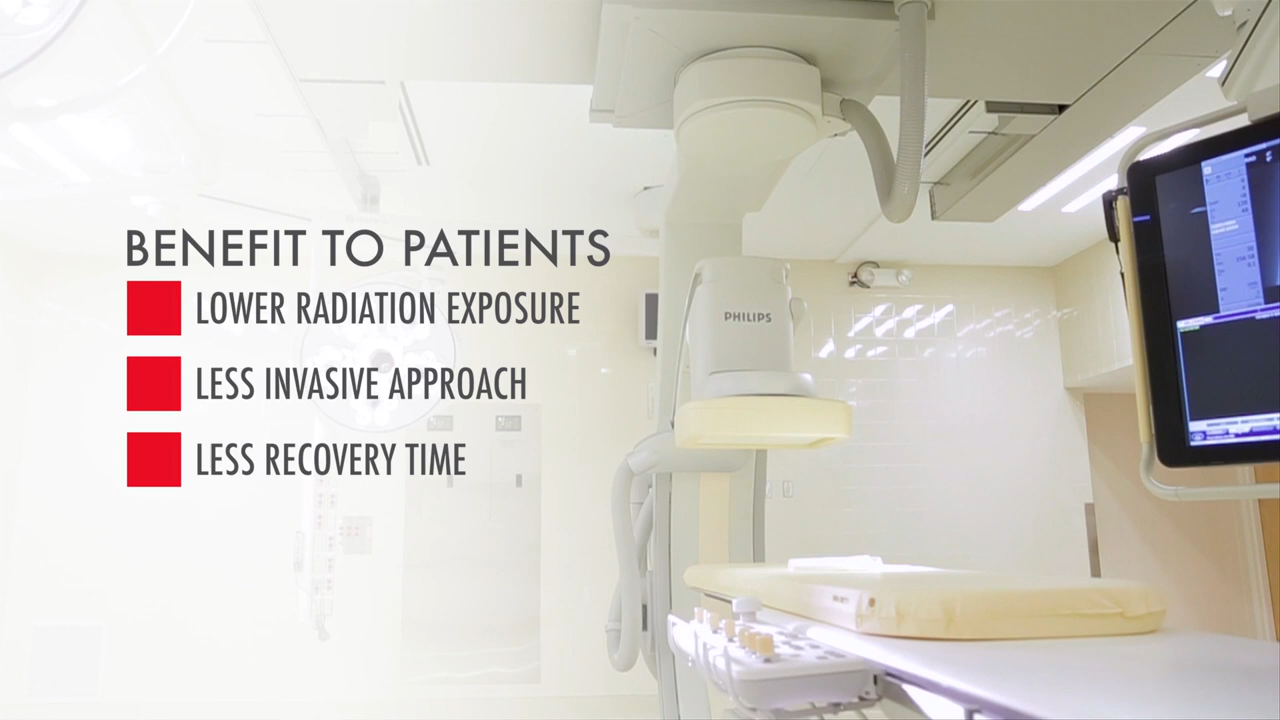 BENEFIT TO PATIENTS
LOWER RADIATION EXPOSURE
LESS INVASIVE APPROACH
LESS RECOVERY TIME
PHILIPS